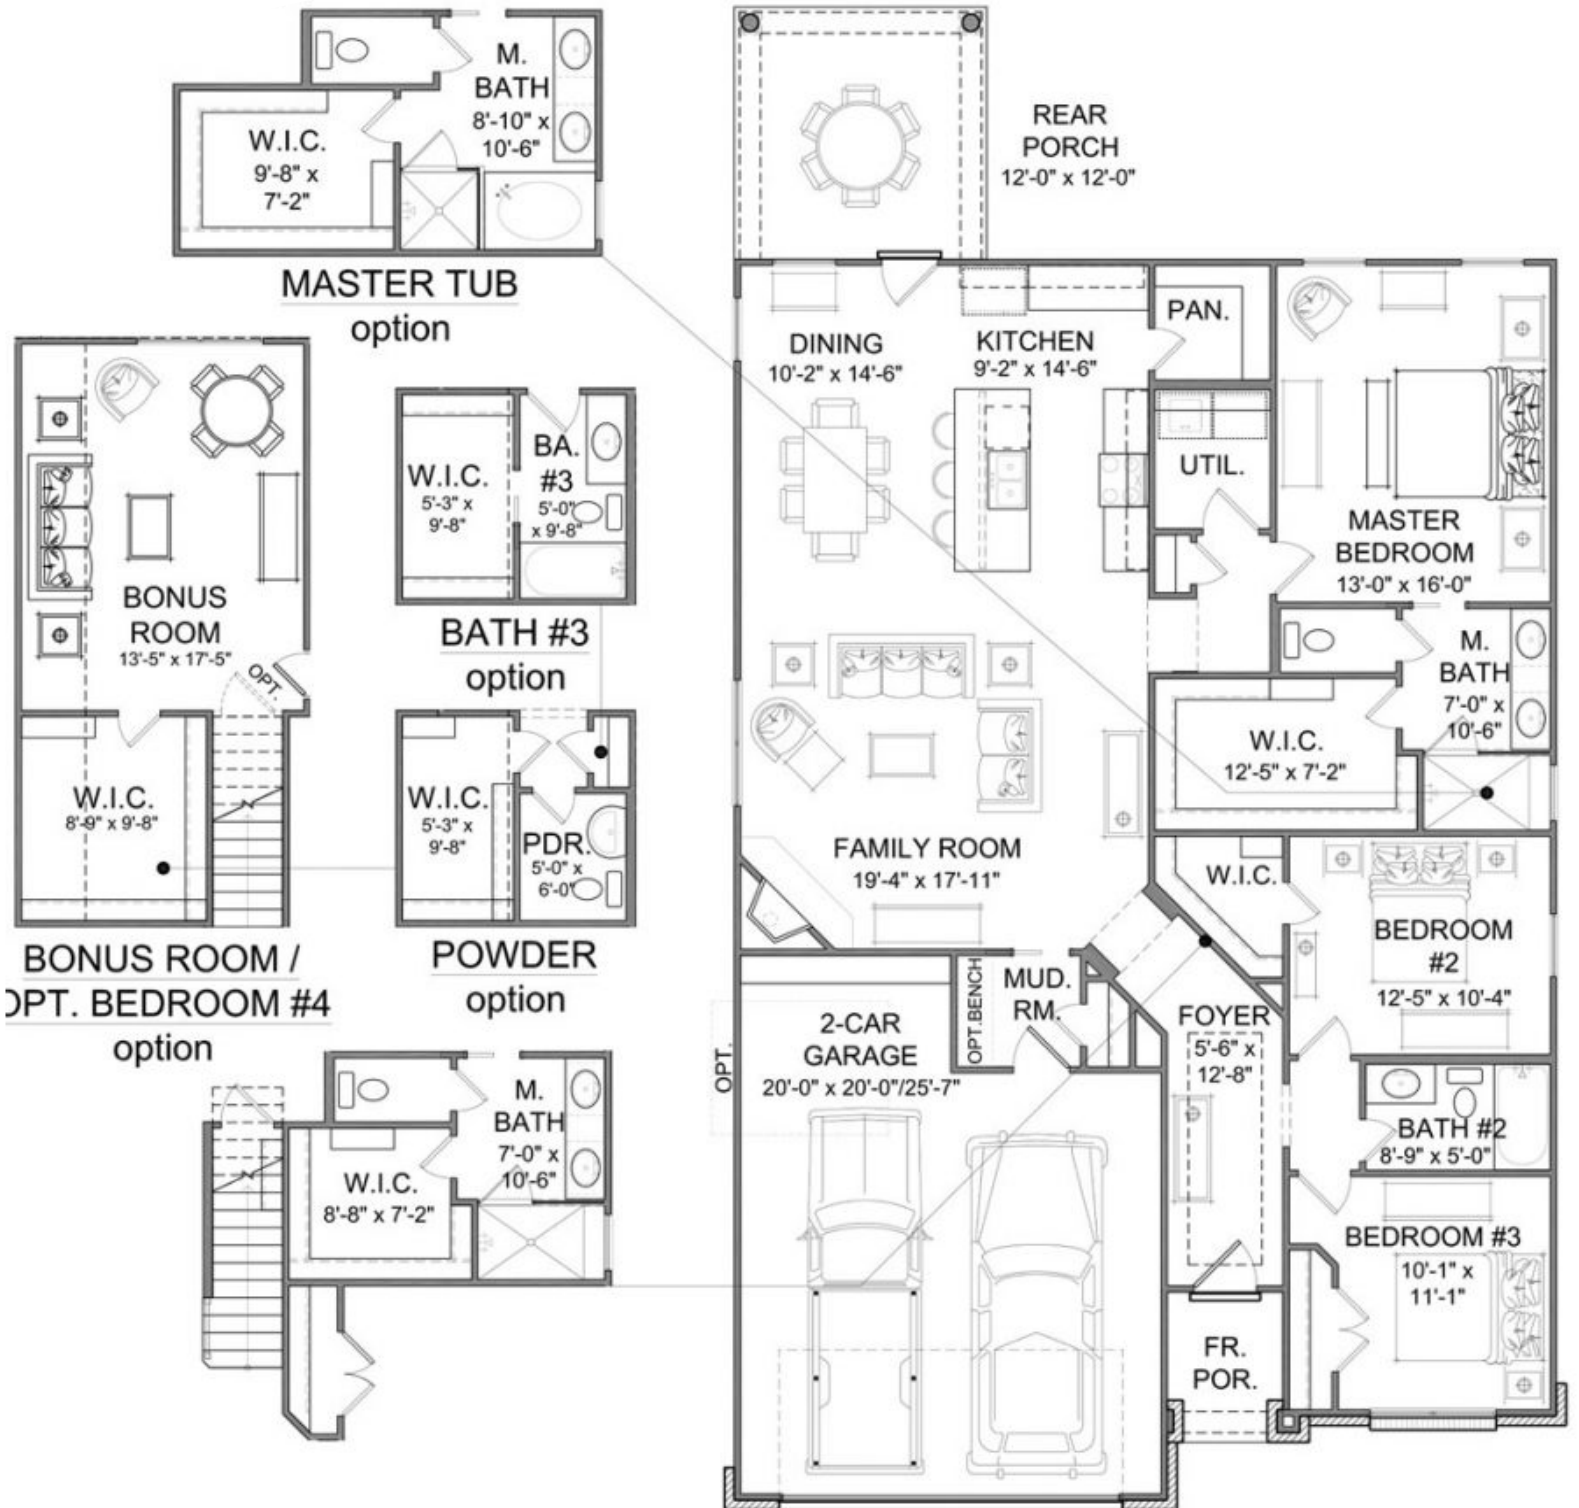 M.
BATH
8'-10" x
10'-6"
W.I.C.
9'-8" x
7'-2"
MASTER TUB
option
BONUS
ROOM
13'-5" x 17'-5"
OPT.
W.I.C.
8'-9" x 9'-8"
BONUS ROOM /
OPT. BEDROOM #4
option
W.I.C.
5'-3" x
9'-8"
BA.
#3
5'-0"
x 9'-8"
BATH #3
option
W.I.C.
5'-3" x
9'-8"
PDR.
5'-0" x
6'-0"
POWDER
option
M.
BATH
7'-0" x
10'-6"
W.I.C.
8'-8" x 7'-2"
REAR
PORCH
12'-0" x 12'-0"
DINING
10'-2" x 14'-6"
KITCHEN
9'-2" x 14'-6"
PAN.
UTIL.
MASTER
BEDROOM
13'-0" x 16'-0"
M.
BATH
7'-0" x
10'-6"
W.I.C.
12'-5" x 7'-2"
FAMILY ROOM
19'-4" x 17'-11"
W.I.C.
BEDROOM
#2
12'-5" x 10'-4"
OPT.BENCH
MUD.
RM.
FOYER
5'-6" x
12'-8"
OPT.
2-CAR
GARAGE
20'-0" x 20'-0"/25'-7"
BATH #2
8'-9" x 5'-0"
BEDROOM #3
10'-1" x
11'-1"
FR.
POR.